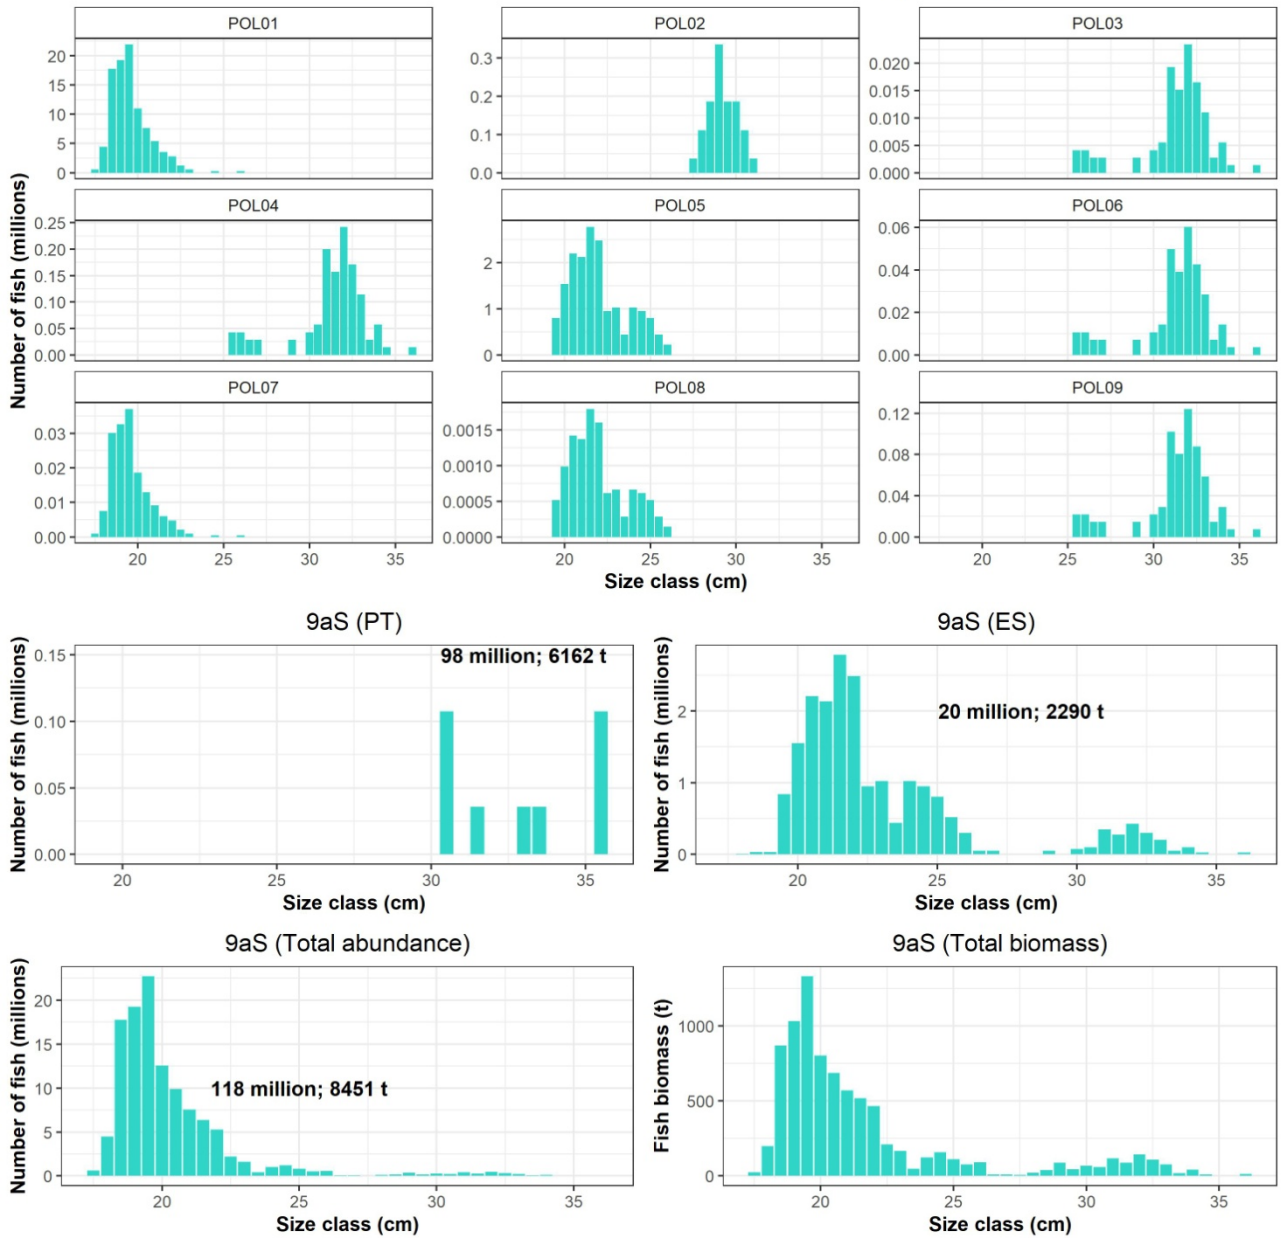 POL01 POL02 POL03
20
15
10
5
0
0.3
0.2
0.1
0.0
0.020
0.015
0.010
0.005
0.000
Number of fish (millions)
POL04 POL05 POL06
0.25
0.20
0.15
0.10
0.05
0.00
2
1
0
0.06
0.04
0.02
0.00
POL07 POL08 POL09
0.03
0.02
0.01
0.00
0.0015
0.0010
0.0005
0.0000
0.12
0.08
0.04
0.00
20 25 30 35 20 25 30 35 20 25 30 35
Size class (cm)
9aS (PT)
Number of fish (millions)
0.15
0.10
0.05
0.00
98 million; 6162 t
20 25 30 35
Size class (cm)
9aS (ES)
Number of fish (millions)
2
1
0
20 million; 2290 t
20 25 30 35
Size class (cm)
9aS (Total abundance)
Number of fish (millions)
20
15
10
5
0
118 million; 8451 t
20 25 30 35
Size class (cm)
9aS (Total biomass)
Fish biomass (t)
1000
500
0
20 25 30 35
Size class (cm)